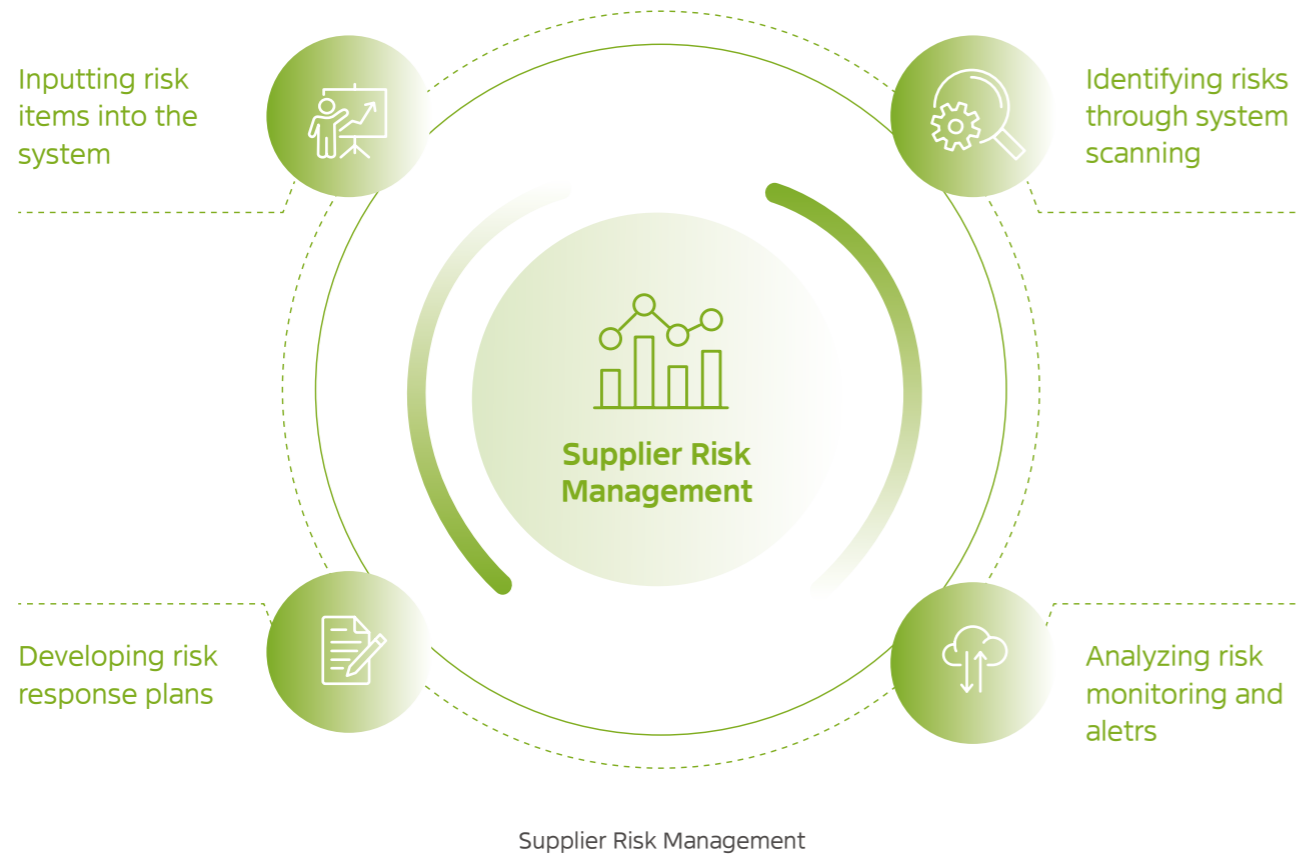 Inputting risk
items into the
system
Identifying risks
through system
scanning
Supplier Risk
Management
Developing risk
response plans
Analyzing risk
monitoring and
aletrs
Supplier Risk Management